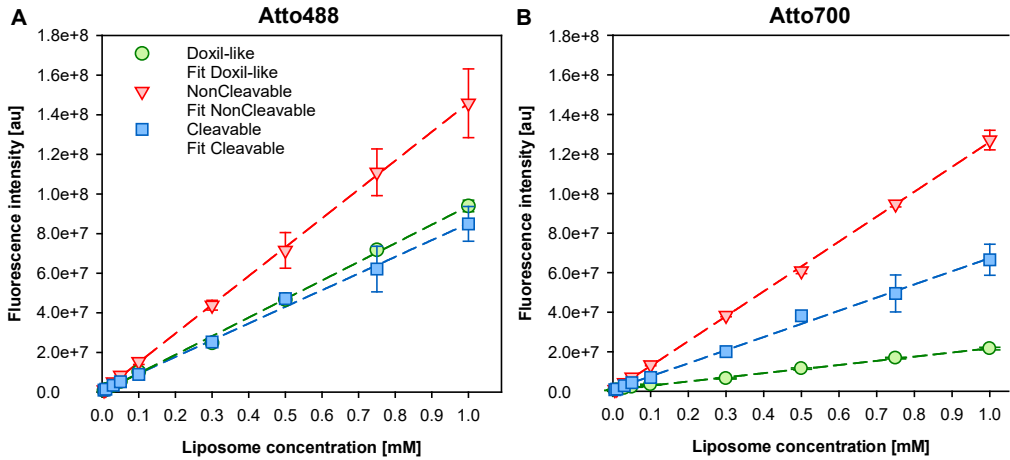 A
Atto488
Fluorescence intensity [au]
1.8e+8
1.6e+8
1.4e+8
1.2e+8
1.0e+8
8.0e+7
6.0e+7
4.0e+7
2.0e+7
0.0
Doxil-like
Fit Doxil-like
NonCleavable
Fit NonCleavable
Cleavable
Fit Cleavable
0.0 0.1 0.2 0.3 0.4 0.5 0.6 0.7 0.8 0.9 1.0
Liposome concentration [mM]
B
Atto700
Fluorescence intensity [au]
1.8e+8
1.6e+8
1.4e+8
1.2e+8
1.0e+8
8.0e+7
6.0e+7
4.0e+7
2.0e+7
0.0
0.0 0.1 0.2 0.3 0.4 0.5 0.6 0.7 0.8 0.9 1.0
Liposome concentration [mM]